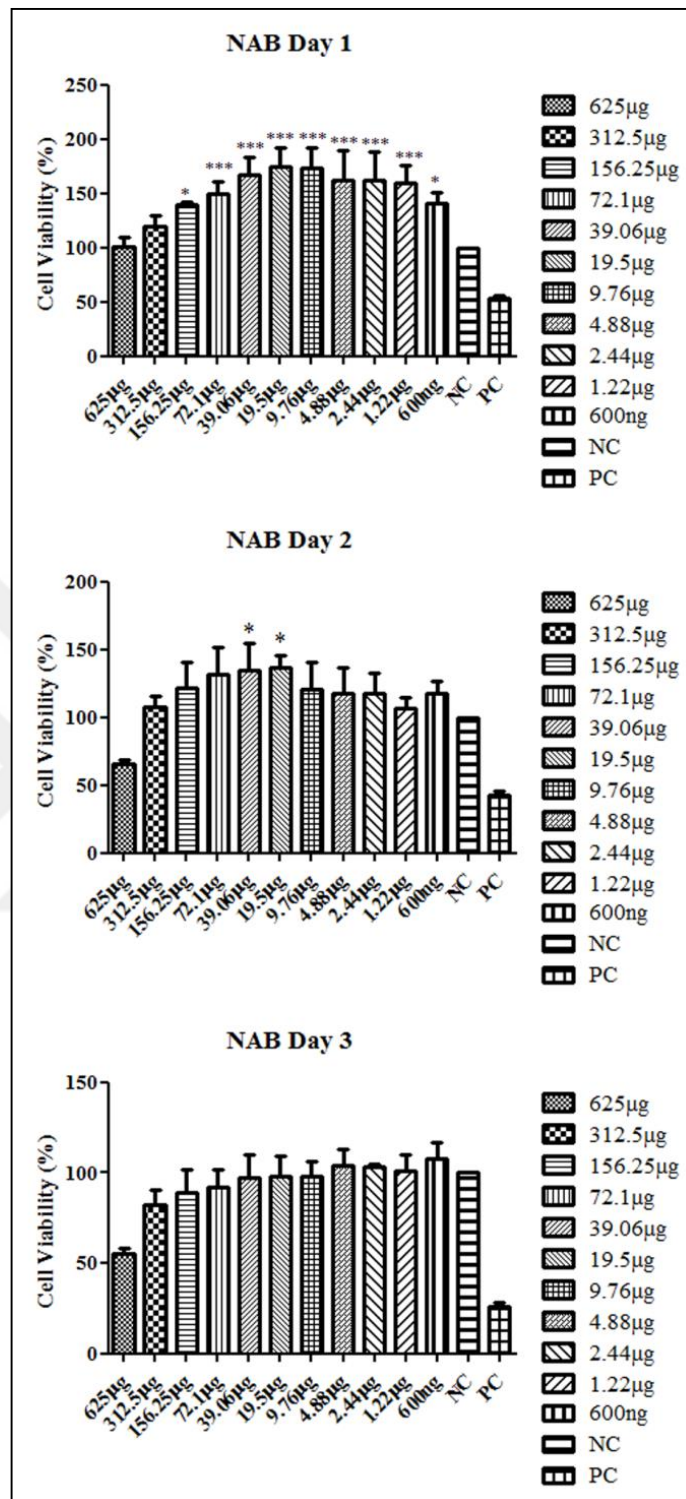 NAB Day 1
Cell Viability (%)
250
200
150
100
50
0
* *** *** *** *** *** *** *** *
625µg 312.5µg 156.25µg 72.1µg 39.06µg 19.5µg 9.76µg 4.88µg 2.44µg 1.22µg 600ng NC PC
625µg
312.5µg
156.25µg
72.1µg
39.06µg
19.5µg
9.76µg
4.88µg
2.44µg
1.22µg
600ng
NC
PC
NAB Day 2
Cell Viability (%)
200
150
100
50
0
* *
625µg 312.5µg 156.25µg 72.1µg 39.06µg 19.5µg 9.76µg 4.88µg 2.44µg 1.22µg 600ng NC PC
625µg
312.5µg
156.25µg
72.1µg
39.06µg
19.5µg
9.76µg
4.88µg
2.44µg
1.22µg
600ng
NC
PC
NAB Day 3
Cell Viability (%)
150
100
50
0
625µg 312.5µg 156.25µg 72.1µg 39.06µg 19.5µg 9.76µg 4.88µg 2.44µg 1.22µg 600ng NC PC
625µg
312.5µg
156.25µg
72.1µg
39.06µg
19.5µg
9.76µg
4.88µg
2.44µg
1.22µg
600ng
NC
PC